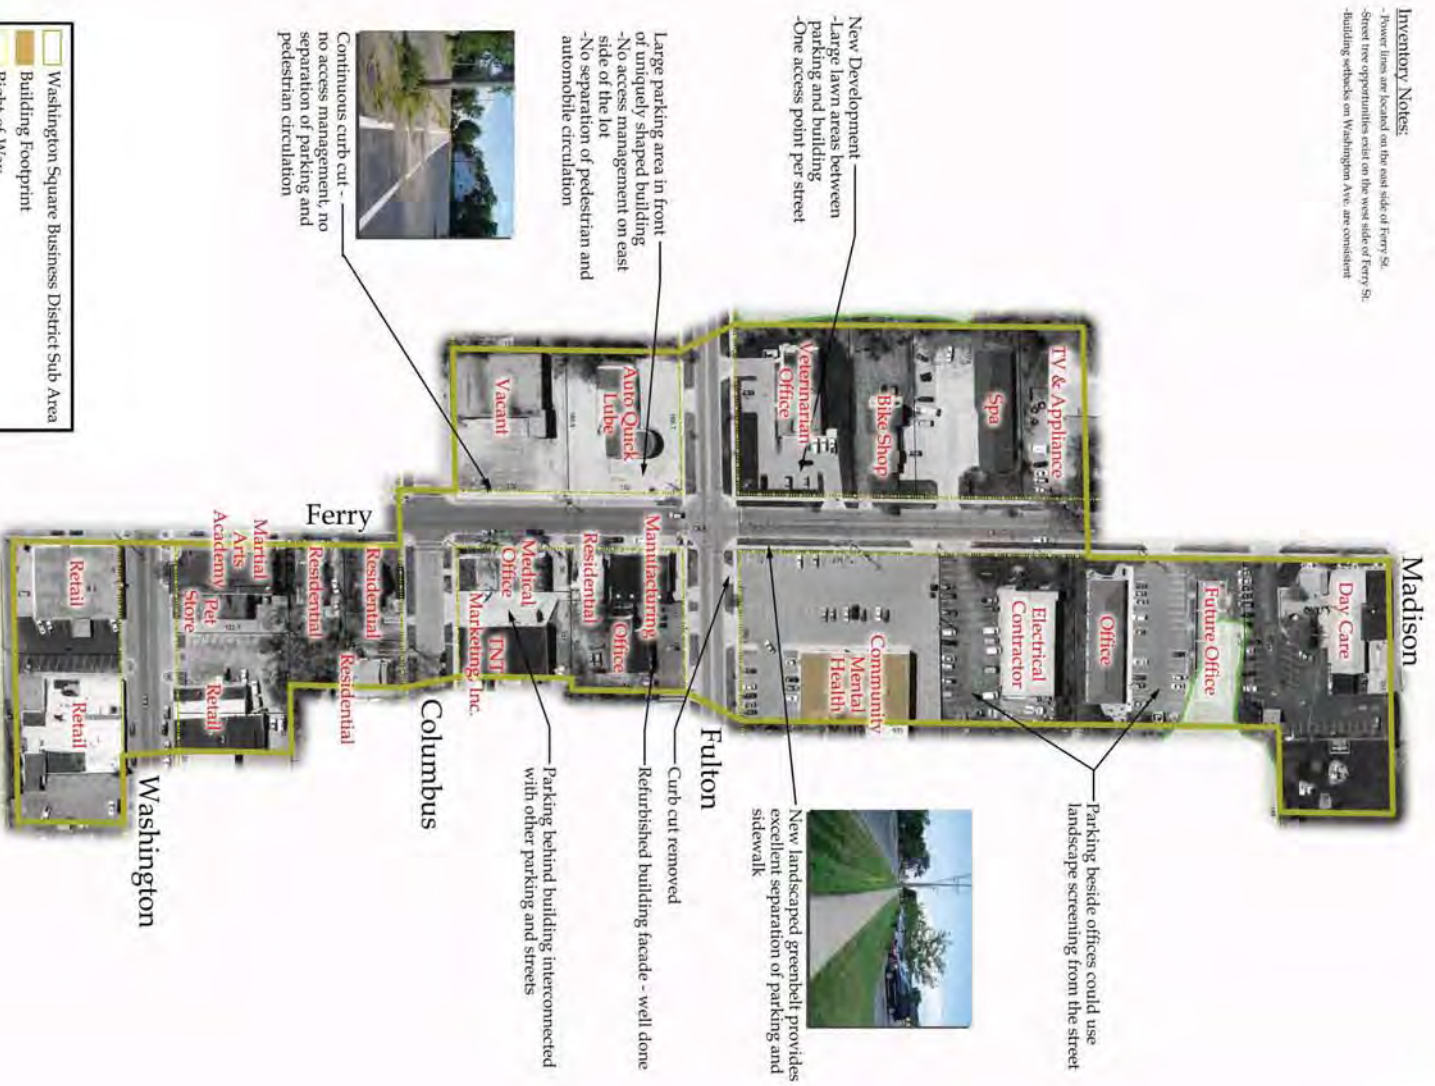 Inventory Notes:
- Power lines are located on the east side of Ferry St.
-Street tree opportunities exist on the west side of Ferry St.
-Building setbacks on Washington Ave. are consistent
New Development
-Large lawn areas between
parking and building
-One access point per street
Large parking area in front
of uniquely shaped building
-No access management on east
side of the lot
-No separation of pedestrian and
automobile circulation
Continuous curb cut -
no access management, no
separation of parking and
pedestrian circulation
Washington Square Business District Sub Area
Building Footprint
Right of Way
TV & Appliance
Spa
Bike Shop
Veterinarian
Office
Auto Quick
Lube
Vacant
Ferry
Madison
Day Care
Future Office
Office
Electrical
Contractor
Community
Mental
Health
Fulton
Manufacturing
Office
Residential
Medical
Office
TNT
Marketing, Inc.
Columbus
Residential
Residential
Residential
Martial
Arts
Academy
Pet
Store
Retail
Washington
Retail
Retail
Parking beside offices could use
landscape screening from the street
New landscaped greenbelt provides
excellent separation of parking and
sidewalk
Curb cut removed
Refurbished building facade - well done
Parking behind building interconnected
with other parking and streets